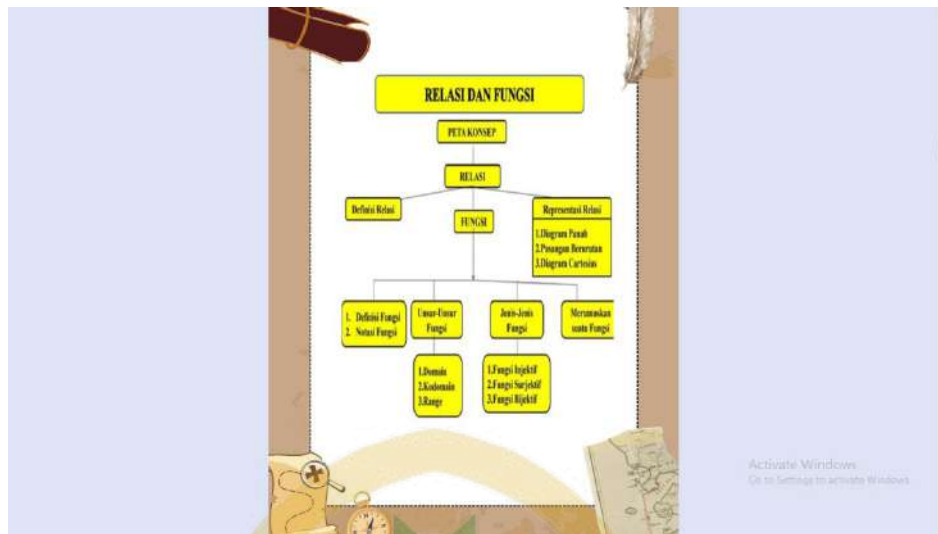 RELASI DAN FUNGSI
PETA KONSEP
RELASI
Definisi Relasi
FUNGSI
Representasi Relasi
1.Diagram Panah
2.Pasangan Berurutan
3.Diagram Cartesius
1. Definisi Fungsi
2. Notasi Fungsi
Unsur-Unsur
Fungsi
Jenis-Jenis
Fungsi
Merumuskan
suatu Fungsi
1.Domain
2.Kodomain
3.Range
1.Fungsi Injektif
2.Fungsi Surjektif
3.Fungsi Bijektif
Activate Windows
Go to Settings to activate Windows.